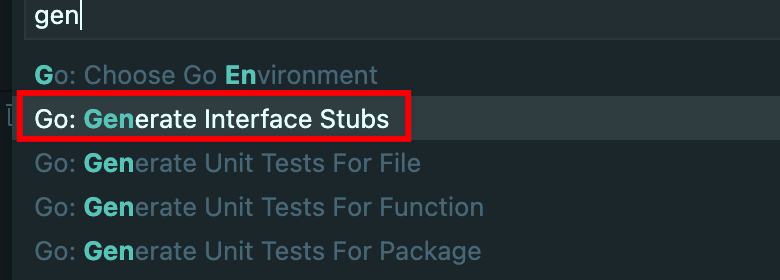 gen
Go: Choose Go Environment
Go: Generate Interface Stubs
Go: Generate Unit Tests For File
Go: Generate Unit Tests For Function
Go: Generate Unit Tests For Package